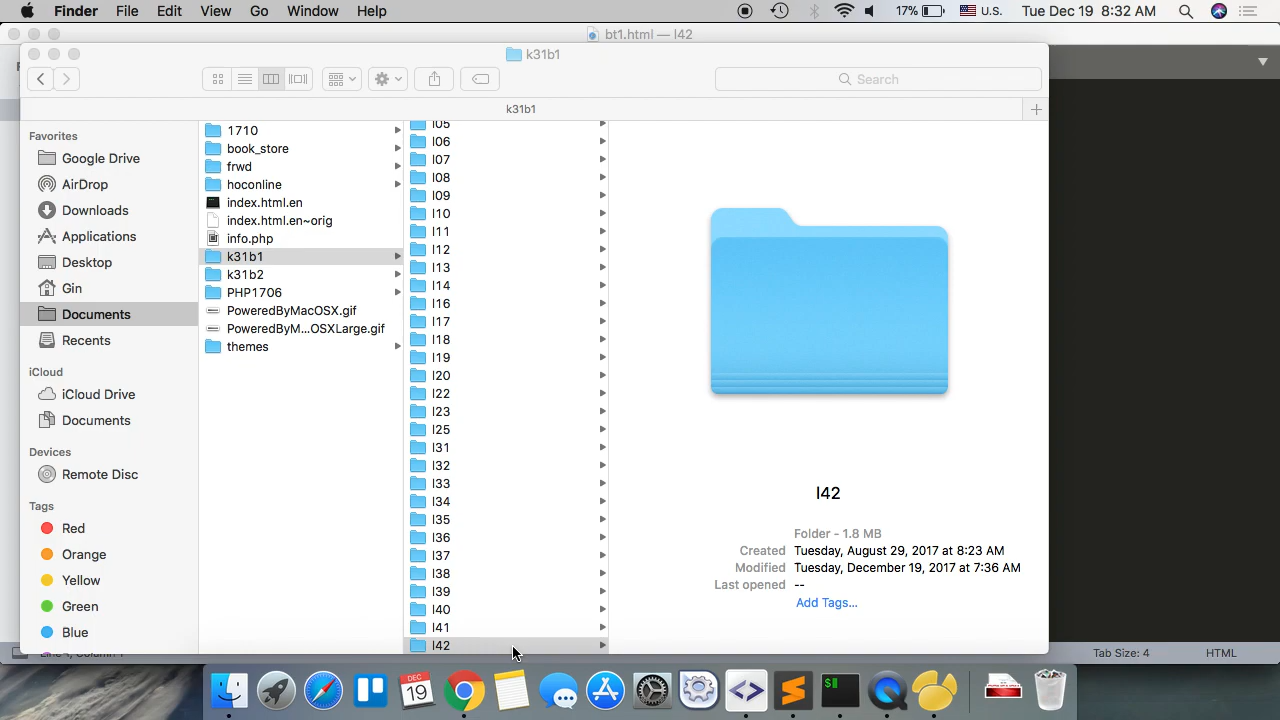 Finder File Edit View Go Window Help 17% U.S. Tue Dec 19 8:32 AM
bt1.html — l42
k31b1
Search
k31b1
Favorites
Google Drive
AirDrop
Downloads
Applications
Desktop
Gin
Documents
Recents
iCloud
iCloud Drive
Documents
Devices
Remote Disc
Tags
Red
Orange
Yellow
Green
Blue
1710
book_store
frwd
hoconline
index.html.en
index.html.en~orig
info.php
k31b1
k31b2
PHP1706
PoweredByMacOSX.gif
PoweredByM...OSXLarge.gif
themes
l05
l06
l07
l08
l09
l10
l11
l12
l13
l14
l16
l17
l18
l19
l20
l22
l23
l25
l31
l32
l33
l34
l35
l36
l37
l38
l39
l40
l41
l42
l42
Folder - 1.8 MB
Created Tuesday, August 29, 2017 at 8:23 AM
Modified Tuesday, December 19, 2017 at 7:36 AM
Last opened --
Add Tags...
Tab Size: 4 HTML
DEC
19
$